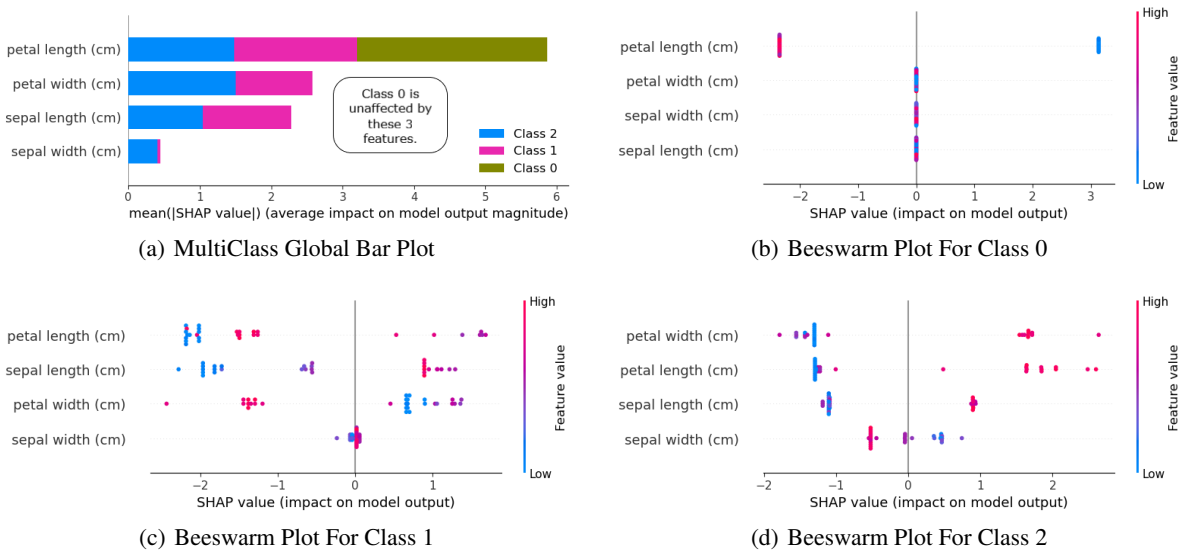 petal length (cm)
petal width (cm)
sepal length (cm)
sepal width (cm)
Class 0 is
unaffected by
these 3
features.
Class 2
Class 1
Class 0
0 1 2 3 4 5 6
mean(|SHAP value|) (average impact on model output magnitude)
(a) MultiClass Global Bar Plot
petal length (cm)
petal width (cm)
sepal width (cm)
sepal length (cm)
−2 −1 0 1 2 3
SHAP value (impact on model output)
High
Low
Feature value
(b) Beeswarm Plot For Class 0
petal length (cm)
sepal length (cm)
petal width (cm)
sepal width (cm)
−2 −1 0 1
SHAP value (impact on model output)
High
Low
Feature value
(c) Beeswarm Plot For Class 1
petal width (cm)
petal length (cm)
sepal length (cm)
sepal width (cm)
−2 −1 0 1 2
SHAP value (impact on model output)
High
Low
Feature value
(d) Beeswarm Plot For Class 2